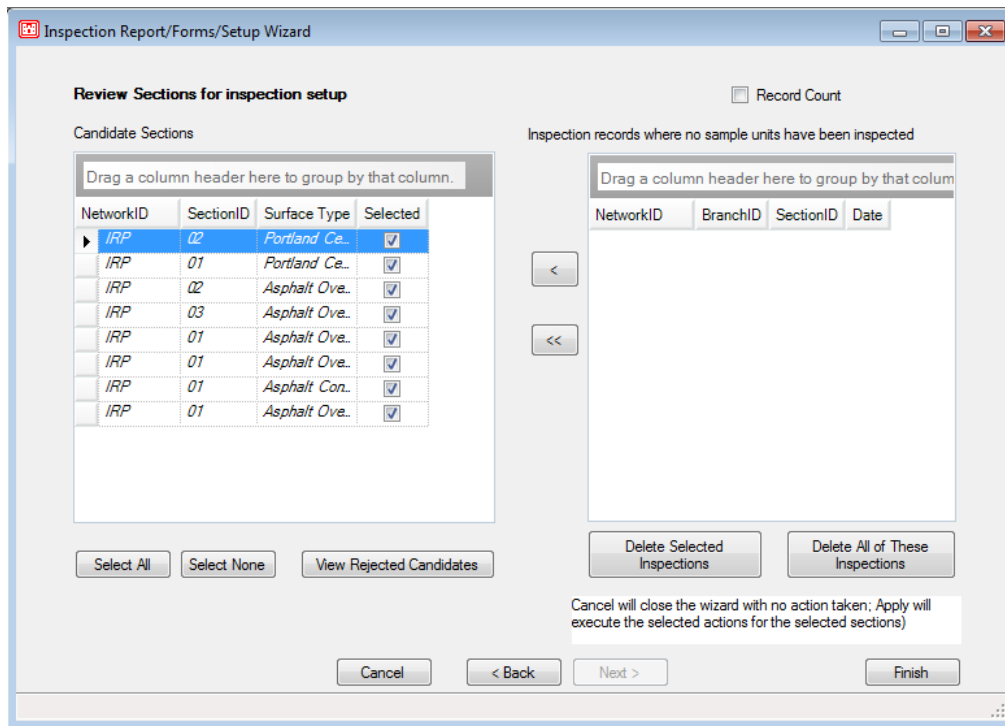 Inspection Report/Forms/Setup Wizard
Review Sections for inspection setup
Record Count
Candidate Sections
Inspection records where no sample units have been inspected
Drag a column header here to group by that column.
NetworkID SectionID Surface Type Selected
IRP 02 Portland Ce...
IRP 01 Portland Ce...
IRP 02 Asphalt Ove...
IRP 03 Asphalt Ove...
IRP 01 Asphalt Ove...
IRP 01 Asphalt Ove...
IRP 01 Asphalt Con...
IRP 01 Asphalt Ove...
<
<<
Drag a column header here to group by that colum
NetworkID BranchID SectionID Date
Select All Select None View Rejected Candidates
Delete Selected
Inspections
Delete All of These
Inspections
Cancel will close the wizard with no action taken; Apply will
execute the selected actions for the selected sections)
Cancel < Back Next > Finish